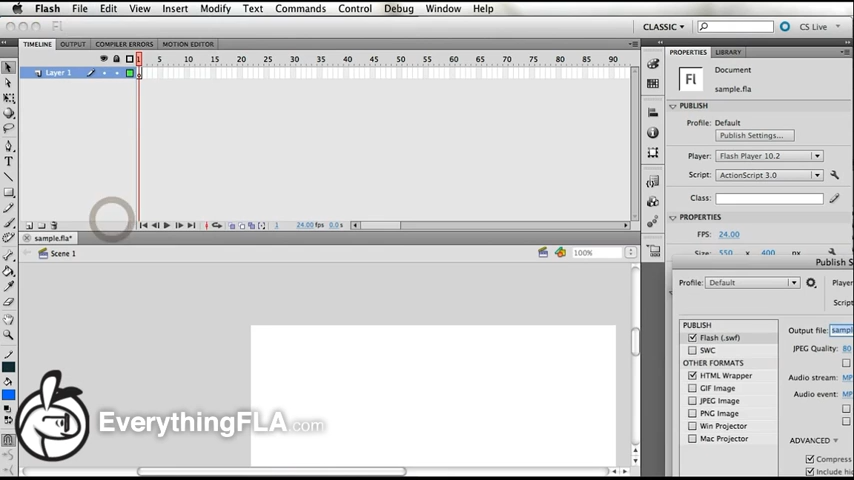 Flash File Edit View Insert Modify Text Commands Control Debug Window Help
CLASSIC CS Live
TIMELINE OUTPUT COMPILER ERRORS MOTION EDITOR
PROPERTIES LIBRARY
1 5 10 15 20 25 30 35 40 45 50 55 60 65 70 75 80 85 90
Layer 1
Fl
Document
sample.fla
PUBLISH
Profile: Default
Publish Settings...
Player: Flash Player 10.2
Script: ActionScript 3.0
Class:
PROPERTIES
1 24.00 fps 0.0 s
FPS: 24.00
sample.fla*
Size: 550 x 400 px
Scene 1
100%
Publish S
Profile: Default
Player
Script
PUBLISH
Flash (.swf)
SWC
OTHER FORMATS
HTML Wrapper
GIF Image
JPEG Image
PNG Image
Win Projector
Mac Projector
Output file: sampl
JPEG Quality: 80
Audio stream: MP
Audio event: MP
ADVANCED
Compress
Include hi
EverythingFLA.com